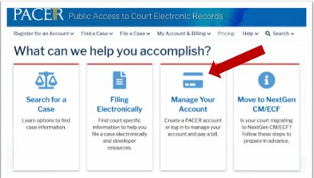 PACER Public Access to Court Electronic Records
Register for an Account Find a Case File a Case My Account & Billing Pricing Help Search
What can we help you accomplish?
Search for a
Case
Learn options to find
case information.
Filing
Electronically
Find court specific
information to help you
file a case electronically
and developer
resources.
Manage Your
Account
Create a PACER account
or log in to manage your
account and pay a bill.
Move to NextGen
CM/ECF
Is your court migrating
to NextGen CM/ECF?
Follow these steps to
prepare in advance.